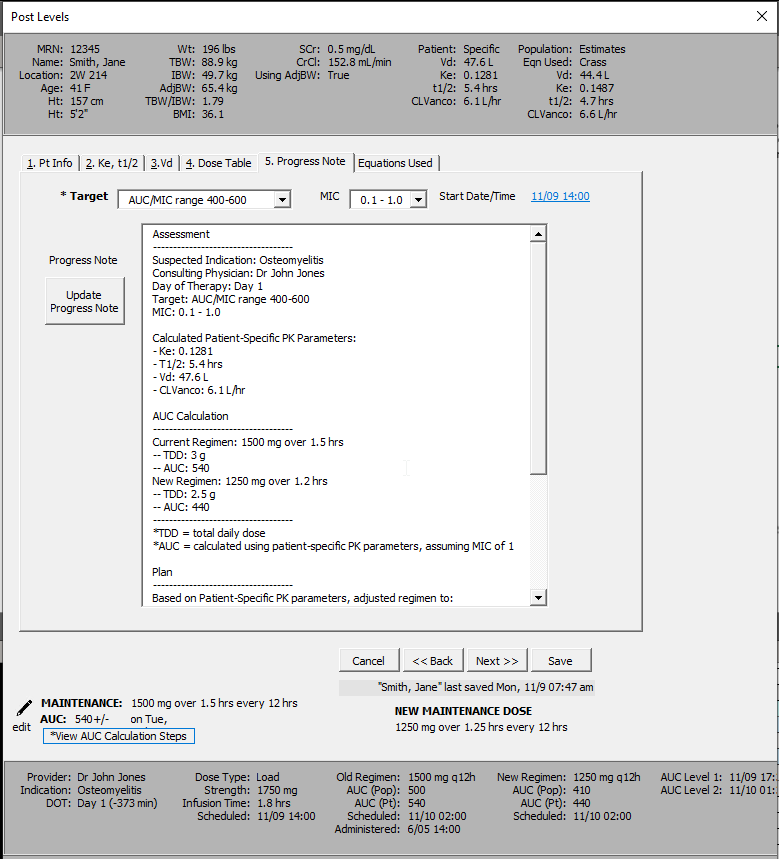 Post Levels
MRN: 12345 Wt: 196 lbs SCr: 0.5 mg/dL Patient: Specific Population: Estimates
Name: Smith, Jane TBW: 88.9 kg CrCl: 152.8 mL/min Vd: 47.6 L Eqn Used: Crass
Location: 2W 214 IBW: 49.7 kg Using AdjBW: True Ke: 0.1281 Vd: 44.4 L
Age: 41 F AdjBW: 65.4 kg t1/2: 5.4 hrs Ke: 0.1487
Ht: 157 cm TBW/IBW: 1.79 CLVanco: 6.1 L/hr t1/2: 4.7 hrs
Ht: 5'2" BMI: 36.1 CLVanco: 6.6 L/hr
1. Pt Info 2. Ke, t1/2 3.Vd 4. Dose Table 5. Progress Note Equations Used
* Target AUC/MIC range 400-600 MIC 0.1 - 1.0 Start Date/Time 11/09 14:00
Progress Note
Update
Progress Note
Assessment
-----------------------------------
Suspected Indication: Osteomyelitis
Consulting Physician: Dr John Jones
Day of Therapy: Day 1
Target: AUC/MIC range 400-600
MIC: 0.1 - 1.0
Calculated Patient-Specific PK Parameters:
- Ke: 0.1281
- T1/2: 5.4 hrs
- Vd: 47.6 L
- CLVanco: 6.1 L/hr
AUC Calculation
-----------------------------------
Current Regimen: 1500 mg over 1.5 hrs
-- TDD: 3 g
-- AUC: 540
New Regimen: 1250 mg over 1.2 hrs
-- TDD: 2.5 g
-- AUC: 440
-----------------------------------
*TDD = total daily dose
*AUC = calculated using patient-specific PK parameters, assuming MIC of 1
Plan
-----------------------------------
Based on Patient-Specific PK parameters, adjusted regimen to:
Cancel << Back Next >> Save
"Smith, Jane" last saved Mon, 11/9 07:47 am
edit
MAINTENANCE: 1500 mg over 1.5 hrs every 12 hrs
AUC: 540+/- on Tue,
*View AUC Calculation Steps
NEW MAINTENANCE DOSE
1250 mg over 1.25 hrs every 12 hrs
Provider: Dr John Jones Dose Type: Load Old Regimen: 1500 mg q12h New Regimen: 1250 mg q12h AUC Level 1: 11/09 17:
Indication: Osteomyelitis Strength: 1750 mg AUC (Pop): 500 AUC (Pop): 410 AUC Level 2: 11/10 01:
DOT: Day 1 (-373 min) Infusion Time: 1.8 hrs AUC (Pt): 540 AUC (Pt): 440
Scheduled: 11/09 14:00 Scheduled: 11/10 02:00 Scheduled: 11/10 02:00
Administered: 6/05 14:00